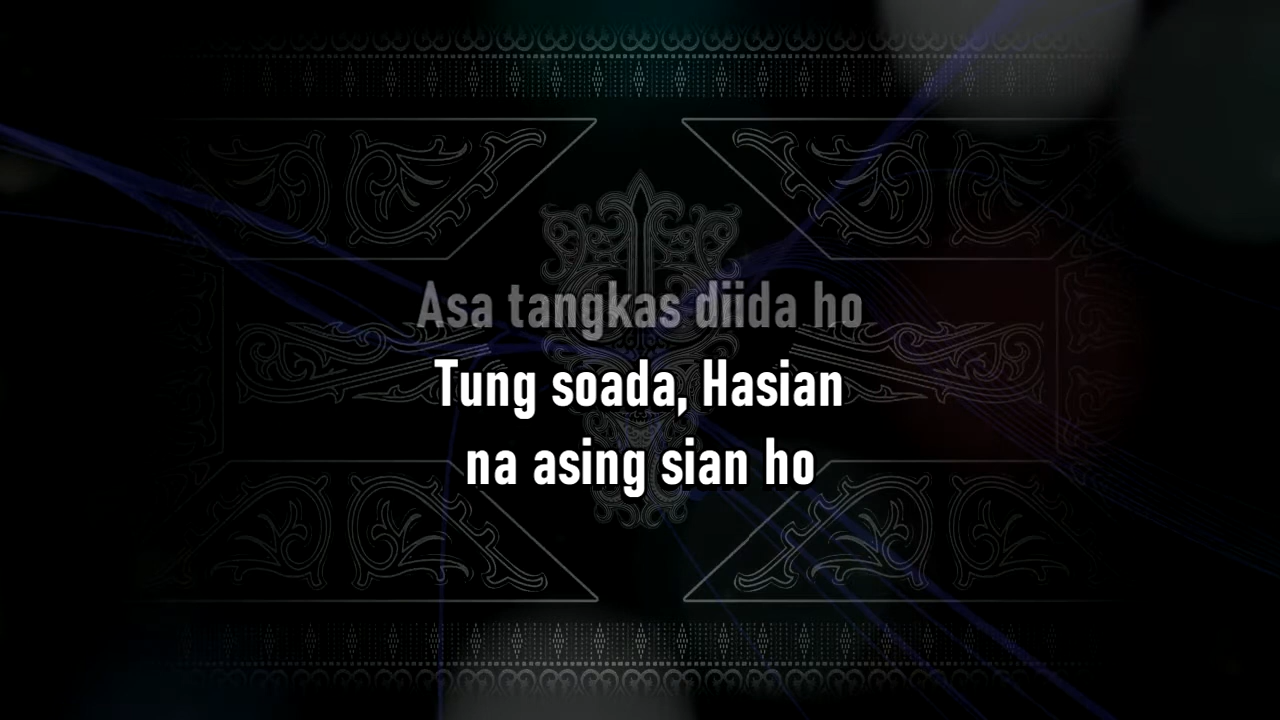 Asa tangkas diida ho
Tung soada, Hasian
na asing sian ho